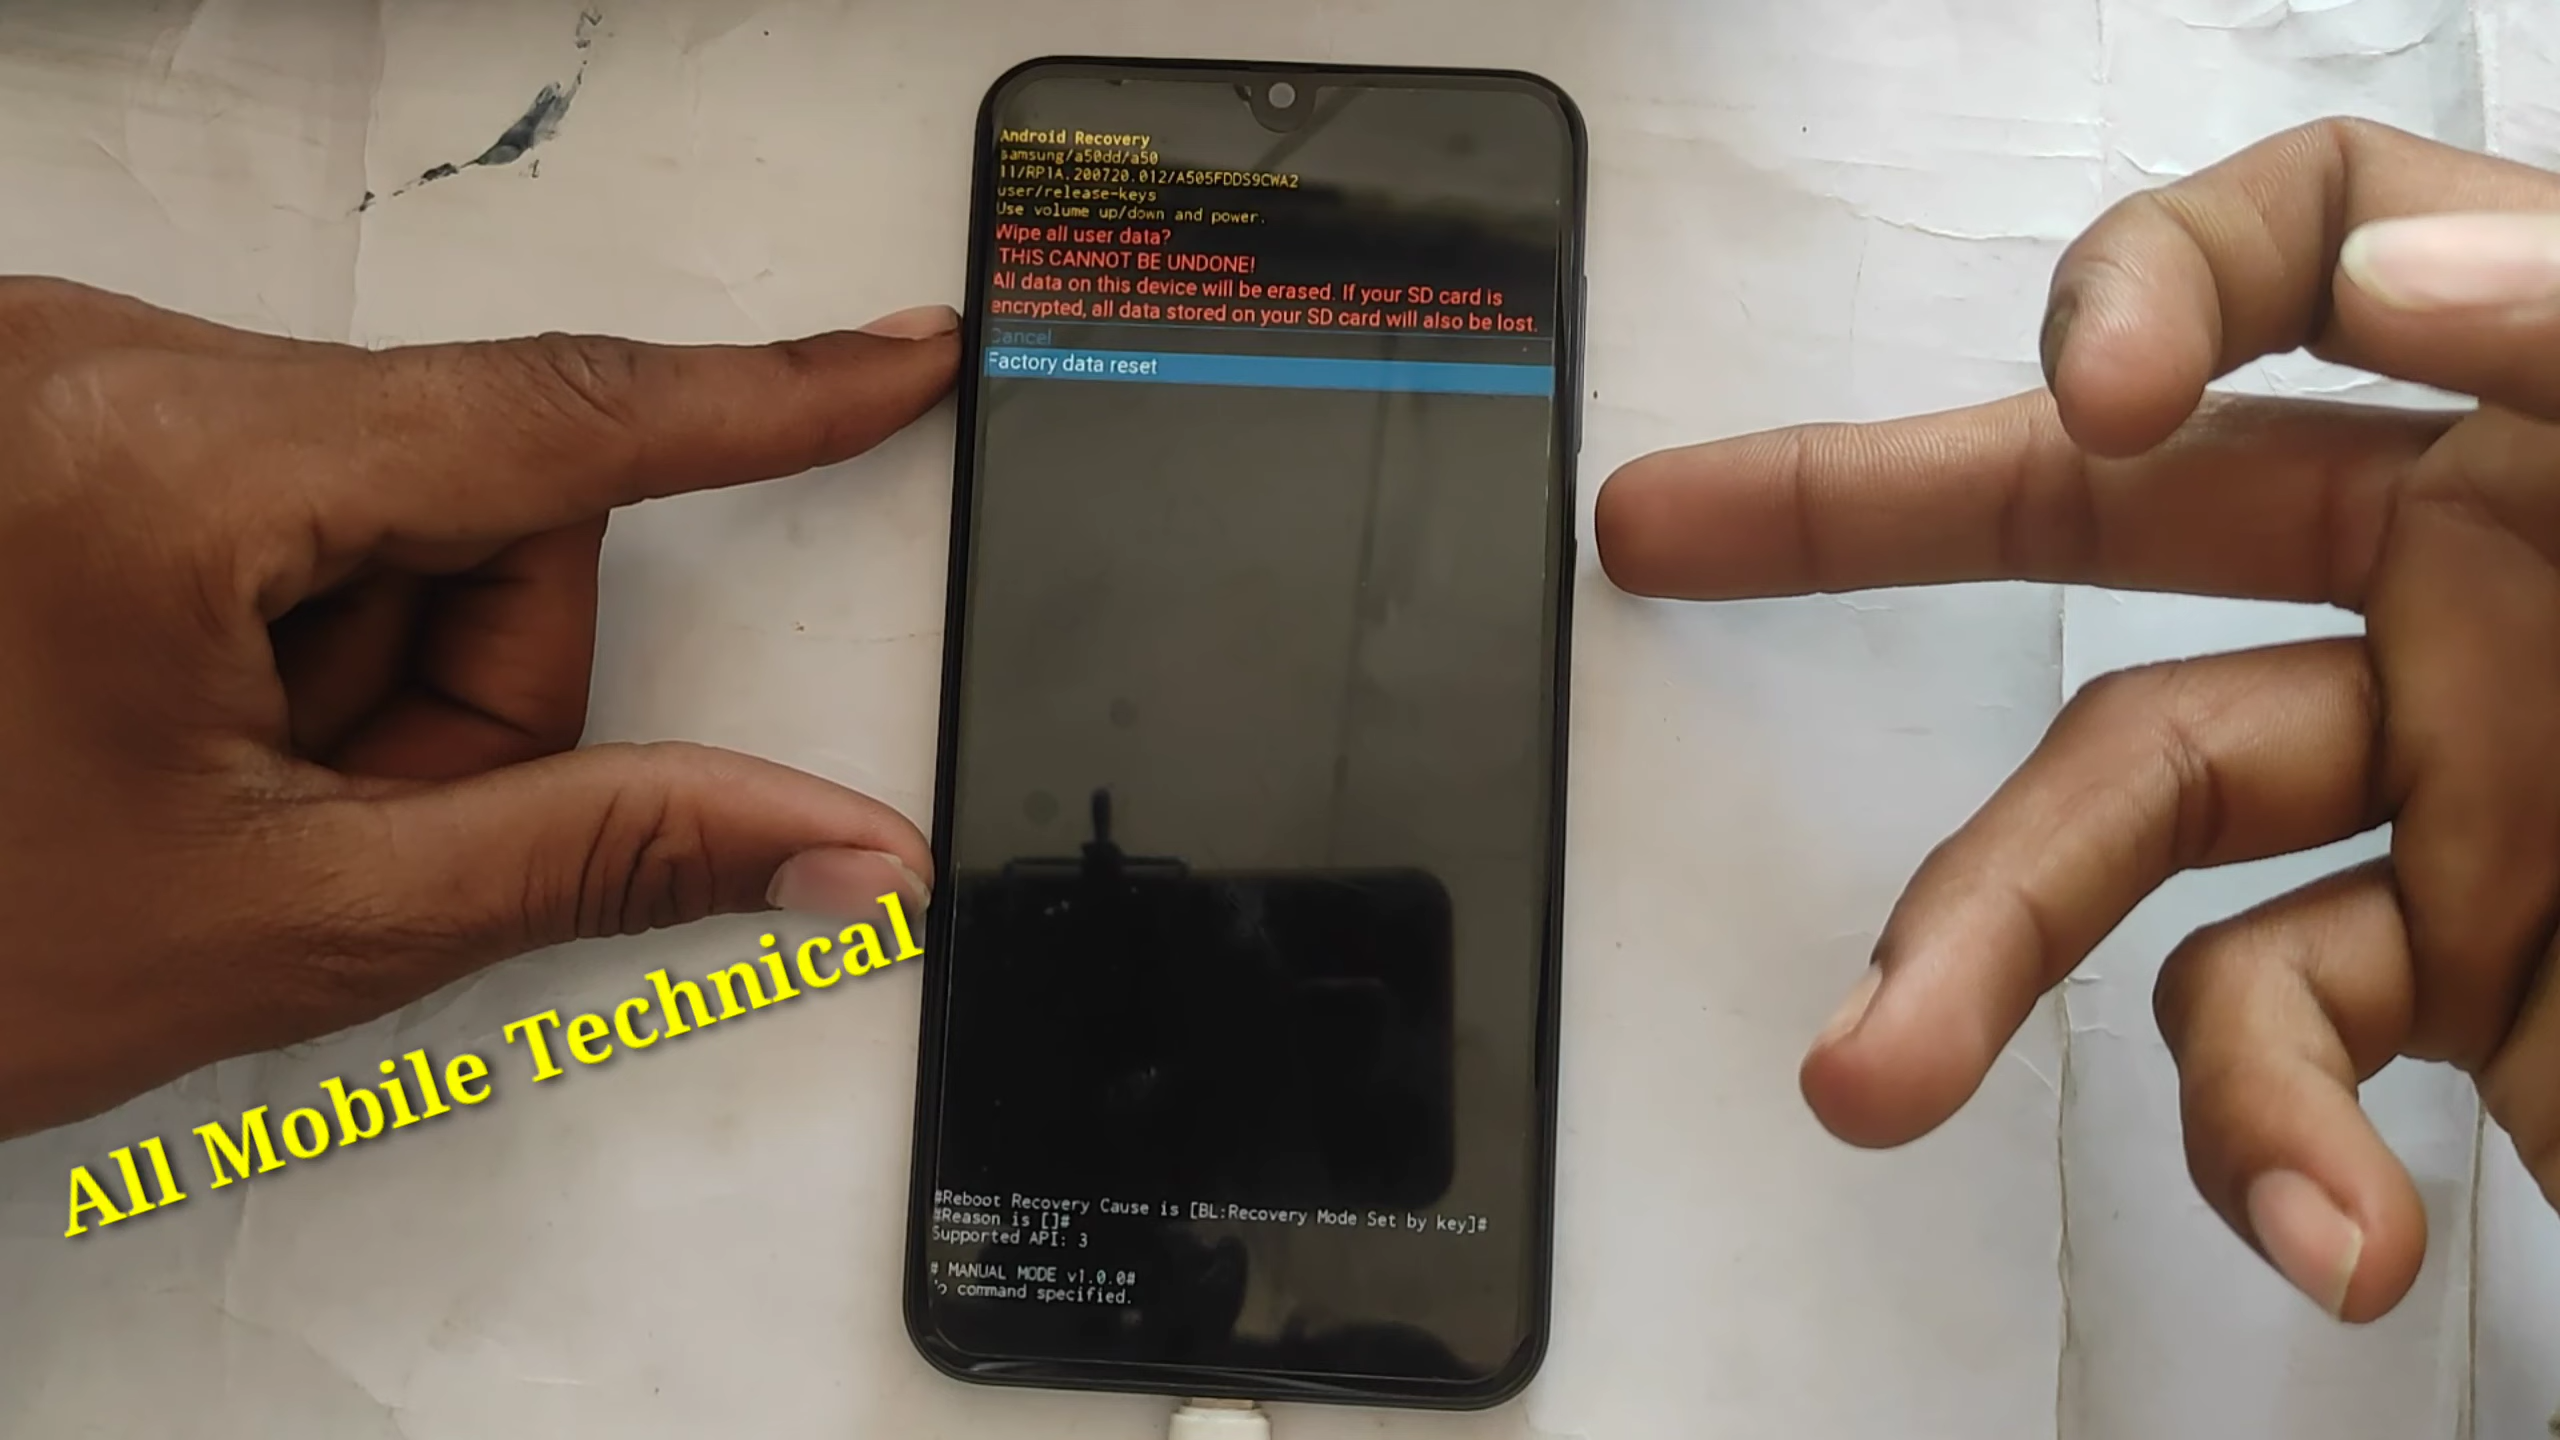 Android Recovery
samsung/a50dd/a50
11/RP1A.200720.012/A505FDDS9CWA2
user/release-keys
Use volume up/down and power.
Wipe all user data?
THIS CANNOT BE UNDONE!
All data on this device will be erased. If your SD card is
encrypted, all data stored on your SD card will also be lost.
Cancel
Factory data reset
All Mobile Technical
#Reboot Recovery Cause is [BL:Recovery Mode Set by key]#
#Reason is []#
Supported API: 3
# MANUAL MODE v1.0.0#
command specified.